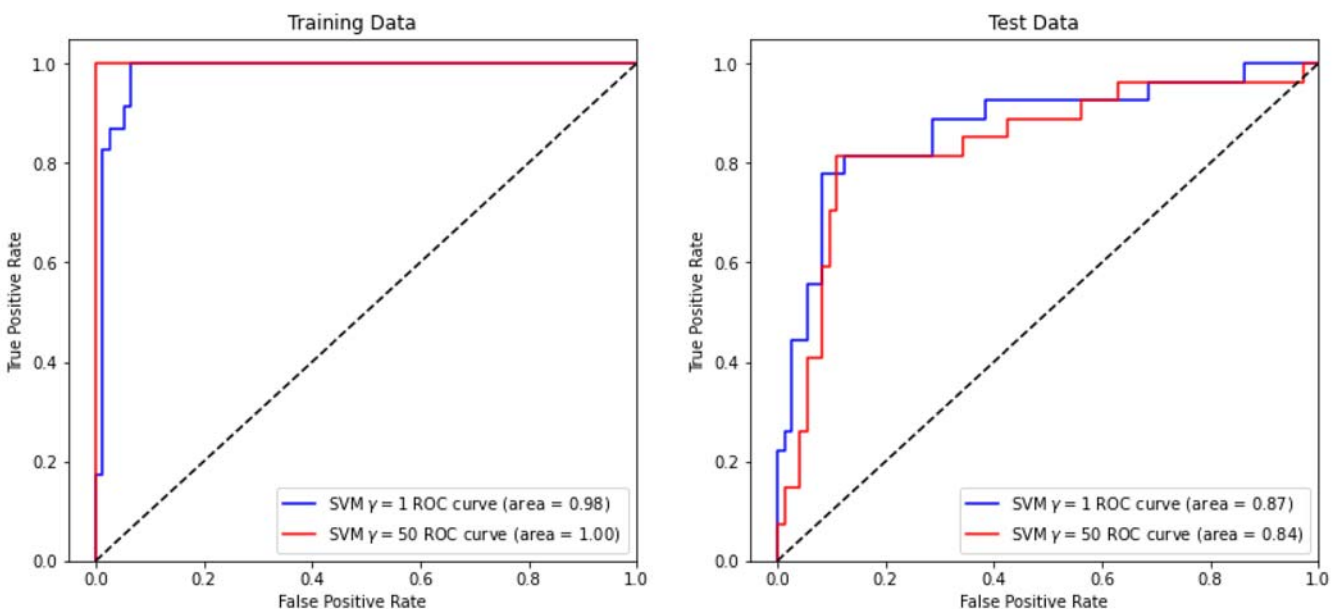 Training Data
True Positive Rate
1.0
0.8
0.6
0.4
0.2
0.0
SVM γ = 1 ROC curve (area = 0.98)
SVM γ = 50 ROC curve (area = 1.00)
0.0 0.2 0.4 0.6 0.8 1.0
False Positive Rate
Test Data
True Positive Rate
1.0
0.8
0.6
0.4
0.2
0.0
SVM γ = 1 ROC curve (area = 0.87)
SVM γ = 50 ROC curve (area = 0.84)
0.0 0.2 0.4 0.6 0.8 1.0
False Positive Rate